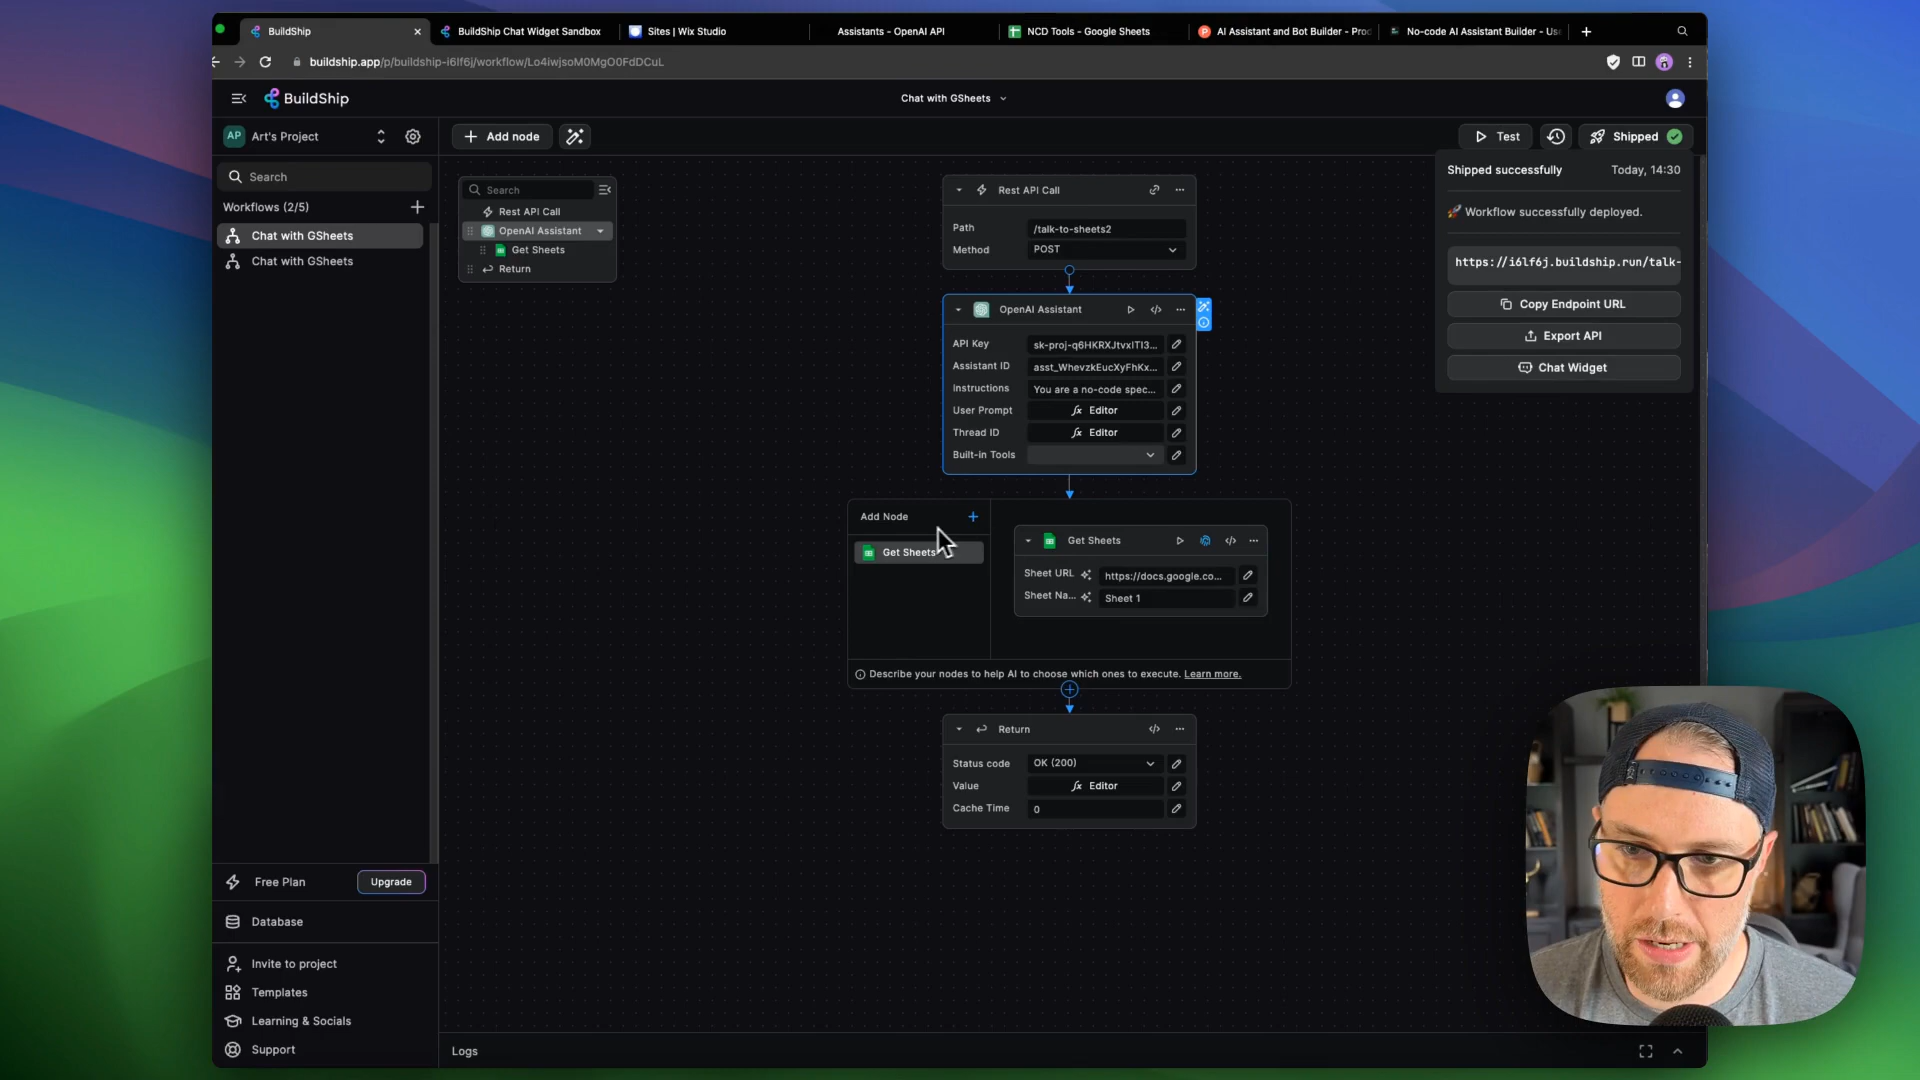 BuildShip
BuildShip Chat Widget Sandbox
Sites | Wix Studio
Assistants - OpenAI API
NCD Tools - Google Sheets
AI Assistant and Bot Builder - Proc
No-code AI Assistant Builder - Use
buildship.app/p/buildship-i6lf6j/workflow/Lo4iwjsoM0MgO0FdDCuL
BuildShip
Chat with GSheets
AP
Art's Project
Add node
Test
Shipped
Search
Workflows (2/5)
Chat with GSheets
Chat with GSheets
Search
Rest API Call
OpenAI Assistant
Get Sheets
Return
Rest API Call
Path
/talk-to-sheets2
Method
POST
OpenAI Assistant
API Key
sk-proj-q6HKRXJtvxITI3...
Assistant ID
asst_WhevzkEucXyFhKx...
Instructions
You are a no-code spec...
User Prompt
fx Editor
Thread ID
fx Editor
Built-in Tools
Add Node
Get Sheets
Get Sheets
Sheet URL
https://docs.google.co...
Sheet Na...
Sheet 1
Describe your nodes to help AI to choose which ones to execute. Learn more.
Return
Status code
OK (200)
Value
fx Editor
Cache Time
0
Shipped successfully
Today, 14:30
🚀 Workflow successfully deployed.
https://i6lf6j.buildship.run/talk-
Copy Endpoint URL
Export API
Chat Widget
Free Plan
Upgrade
Database
Invite to project
Templates
Learning & Socials
Support
Logs